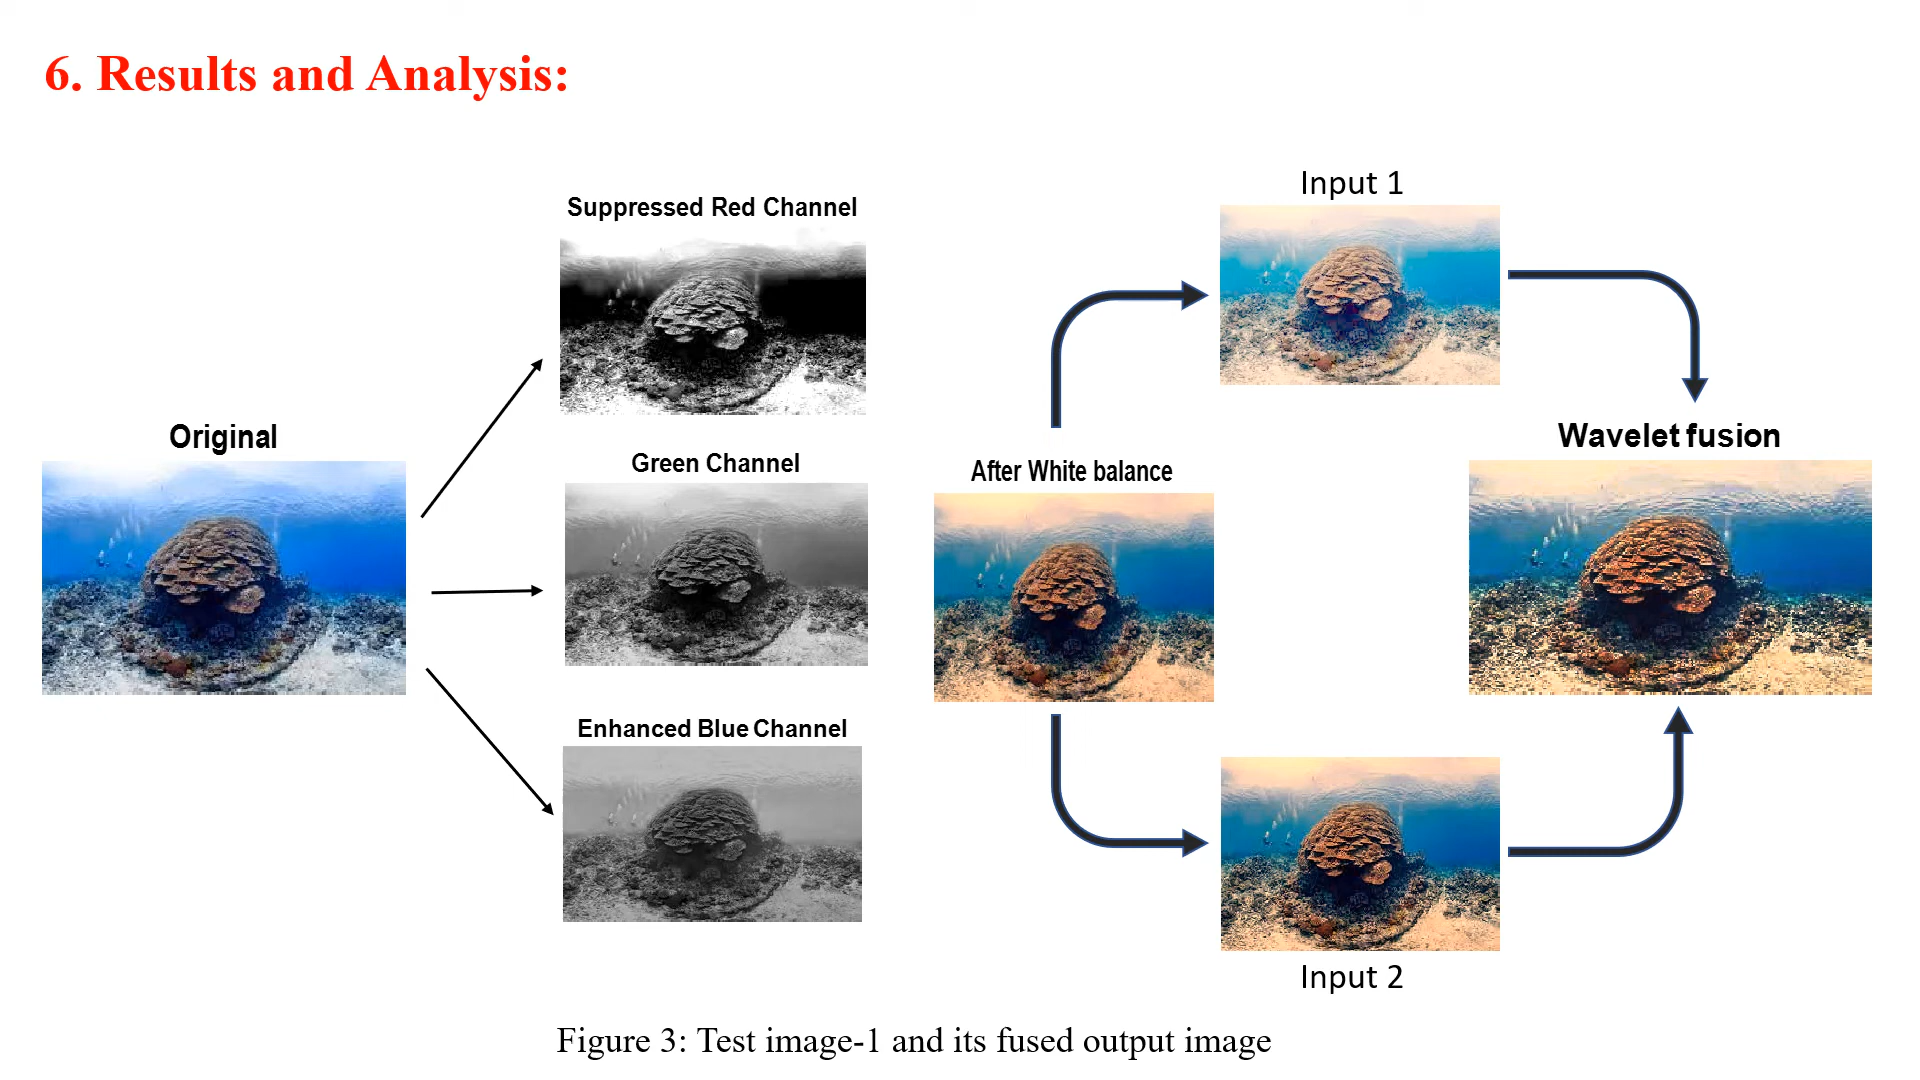 6. Results and Analysis:
Original
Suppressed Red Channel
Green Channel
Enhanced Blue Channel
After White balance
Input 1
Input 2
Wavelet fusion
Figure 3: Test image-1 and its fused output image